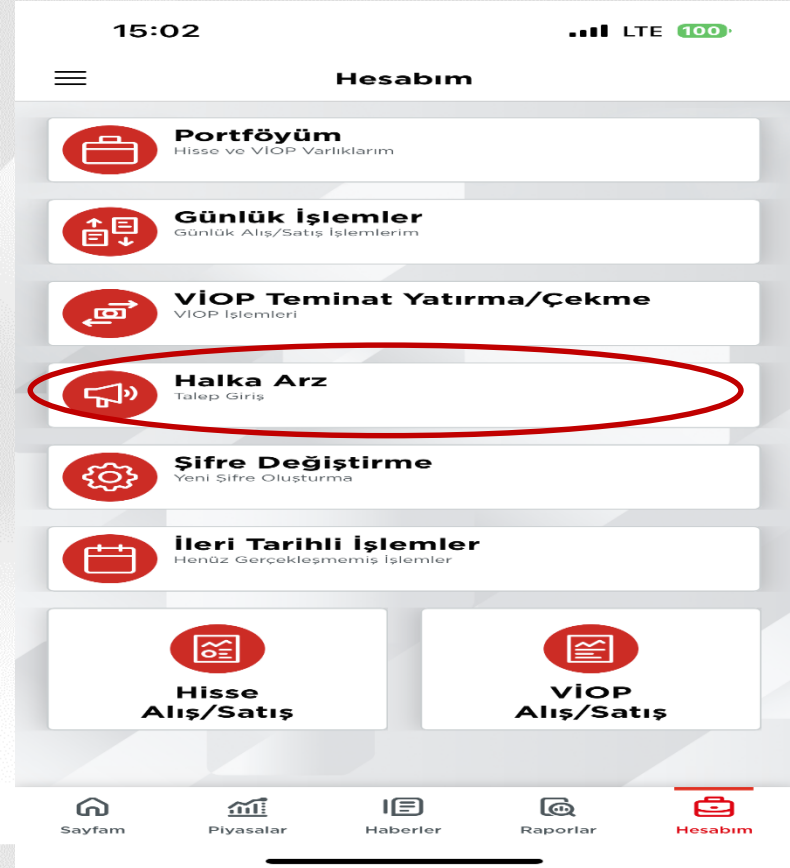 15:02
LTE 100
Hesabım
Portföyüm
Hisse ve VİOP Varlıklarım
Günlük İşlemler
Günlük Alış/Satış İşlemlerim
VİOP Teminat Yatırma/Çekme
VİOP İşlemleri
Halka Arz
Talep Giriş
Şifre Değiştirme
Yeni Şifre Oluşturma
İleri Tarihli İşlemler
Henüz Gerçekleşmemiş İşlemler
Hisse
Alış/Satış
VİOP
Alış/Satış
Sayfam Piyasalar Haberler Raporlar Hesabım